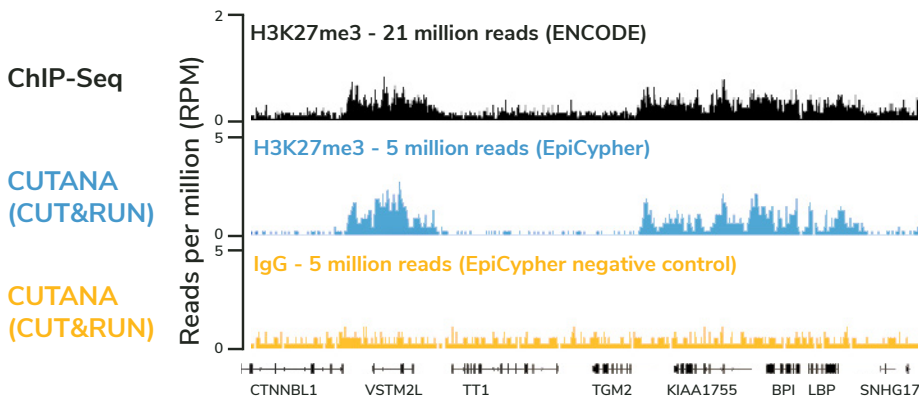 2
H3K27me3 - 21 million reads (ENCODE)
ChIP-Seq
Reads per million (RPM)
0
5
H3K27me3 - 5 million reads (EpiCypher)
CUTANA
(CUT&RUN)
0
5
IgG - 5 million reads (EpiCypher negative control)
CUTANA
(CUT&RUN)
0
CTNNBL1 VSTM2L TT1 TGM2 KIAA1755 BPI LBP SNHG17